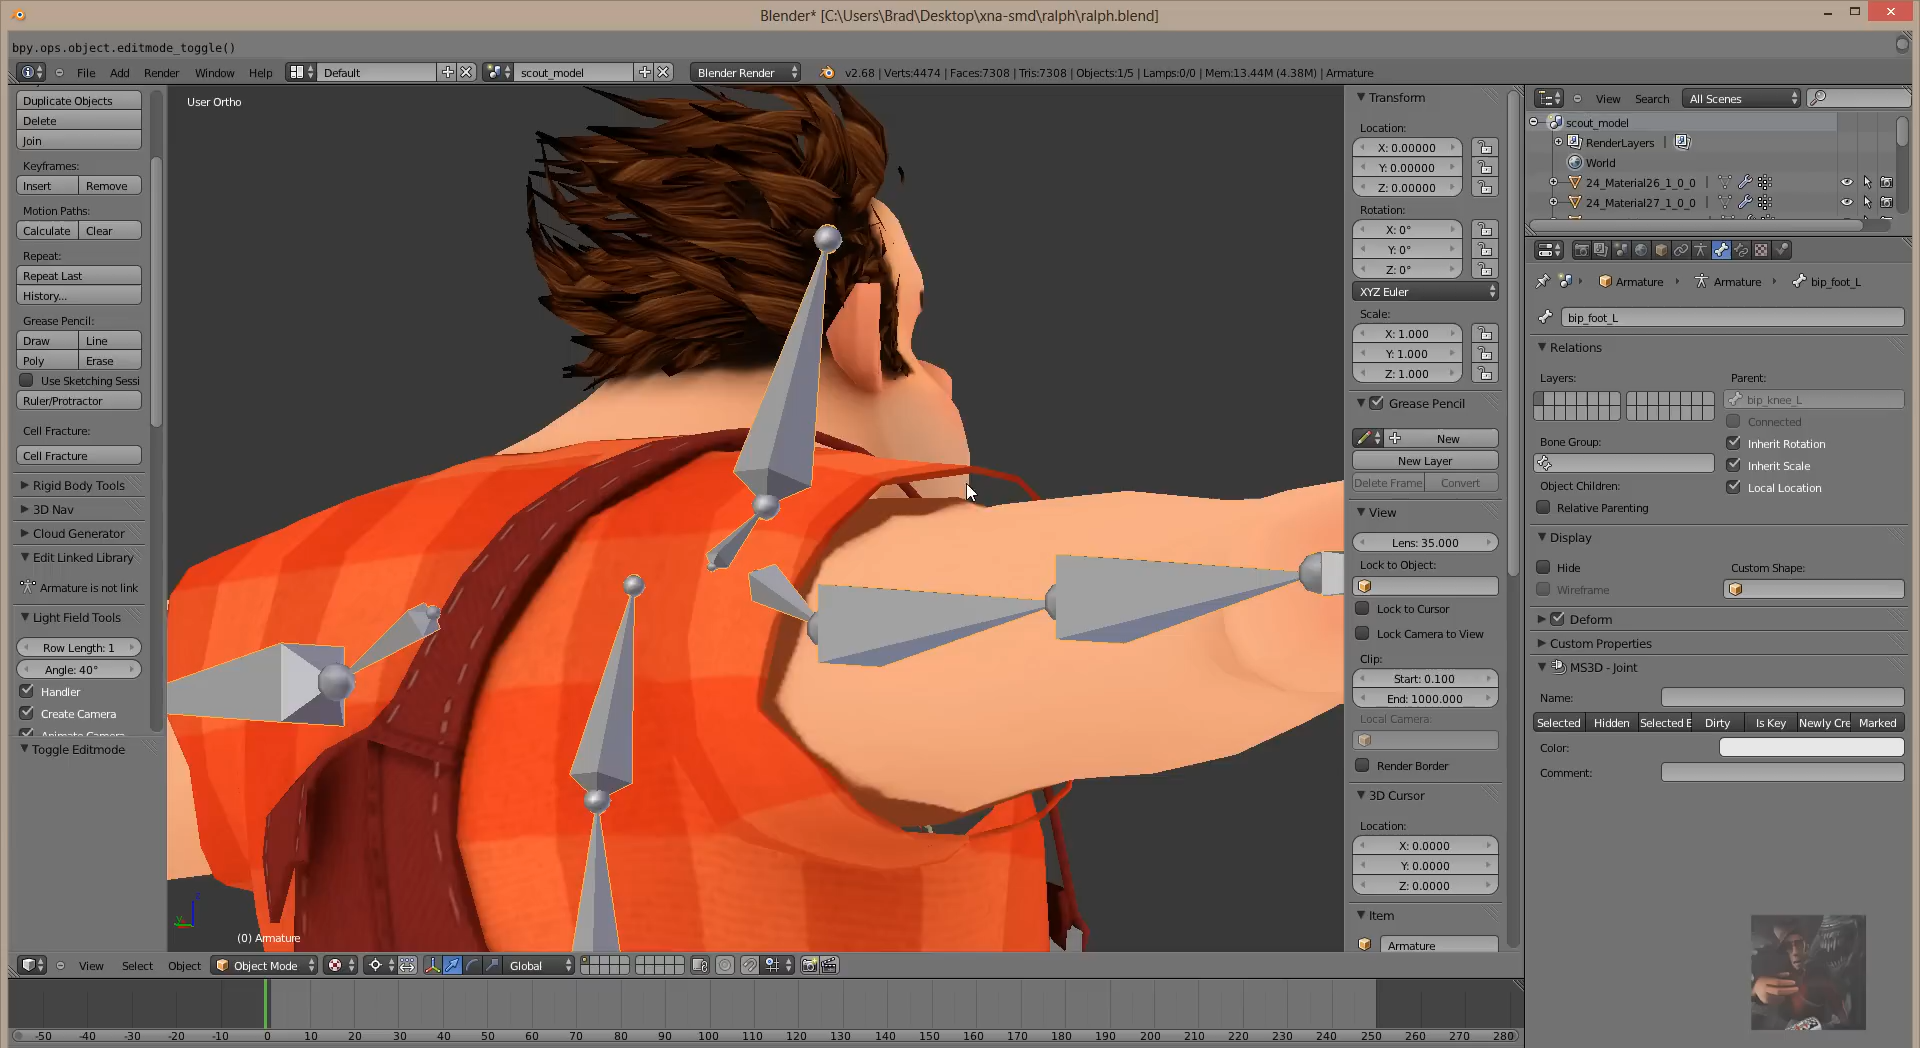 Blender* [C:\Users\Brad\Desktop\xna-smd\ralph\ralph.blend]
bpy.ops.object.editmode_toggle()
File Add Render Window Help Default scout_model Blender Render v2.68 | Verts:4474 | Faces:7308 | Tris:7308 | Objects:1/5 | Lamps:0/0 | Mem:13.44M (4.38M) | Armature
Duplicate Objects
Delete
Join
Keyframes:
Insert Remove
Motion Paths:
Calculate Clear
Repeat:
Repeat Last
History...
Grease Pencil:
Draw Line
Poly Erase
Use Sketching Sessi
Ruler/Protractor
Cell Fracture:
Cell Fracture
Rigid Body Tools
3D Nav
Cloud Generator
Edit Linked Library
Armature is not link
Light Field Tools
Row Length: 1
Angle: 40°
Handler
Create Camera
Animate Camera
Toggle Editmode
User Ortho
(0) Armature
Transform
Location:
X: 0.00000
Y: 0.00000
Z: 0.00000
Rotation:
X: 0°
Y: 0°
Z: 0°
XYZ Euler
Scale:
X: 1.000
Y: 1.000
Z: 1.000
Grease Pencil
New
New Layer
Delete Frame Convert
View
Lens: 35.000
Lock to Object:
Lock to Cursor
Lock Camera to View
Clip:
Start: 0.100
End: 1000.000
Local Camera:
Render Border
3D Cursor
Location:
X: 0.0000
Y: 0.0000
Z: 0.0000
Item
Armature
View Search All Scenes
scout_model
RenderLayers |
World
24_Material26_1_0_0 |
24_Material27_1_0_0 |
Armature Armature bip_foot_L
bip_foot_L
Relations
Layers: Parent:
bip_knee_L
Connected
Bone Group: Inherit Rotation
Inherit Scale
Object Children: Local Location
Relative Parenting
Display
Hide Custom Shape:
Wireframe
Deform
Custom Properties
MS3D - Joint
Name:
Selected Hidden Selected E Dirty Is Key Newly Cre Marked
Color:
Comment:
View Select Object Object Mode Global
-50 -40 -30 -20 -10 0 10 20 30 40 50 60 70 80 90 100 110 120 130 140 150 160 170 180 190 200 210 220 230 240 250 260 270 280